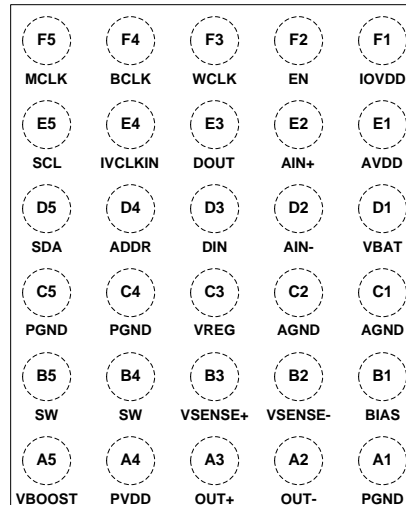 F5 F4 F3 F2 F1
MCLK BCLK WCLK EN IOVDD
E5 E4 E3 E2 E1
SCL IVCLKIN DOUT AIN+ AVDD
D5 D4 D3 D2 D1
SDA ADDR DIN AIN- VBAT
C5 C4 C3 C2 C1
PGND PGND VREG AGND AGND
B5 B4 B3 B2 B1
SW SW VSENSE+ VSENSE- BIAS
A5 A4 A3 A2 A1
VBOOST PVDD OUT+ OUT- PGND